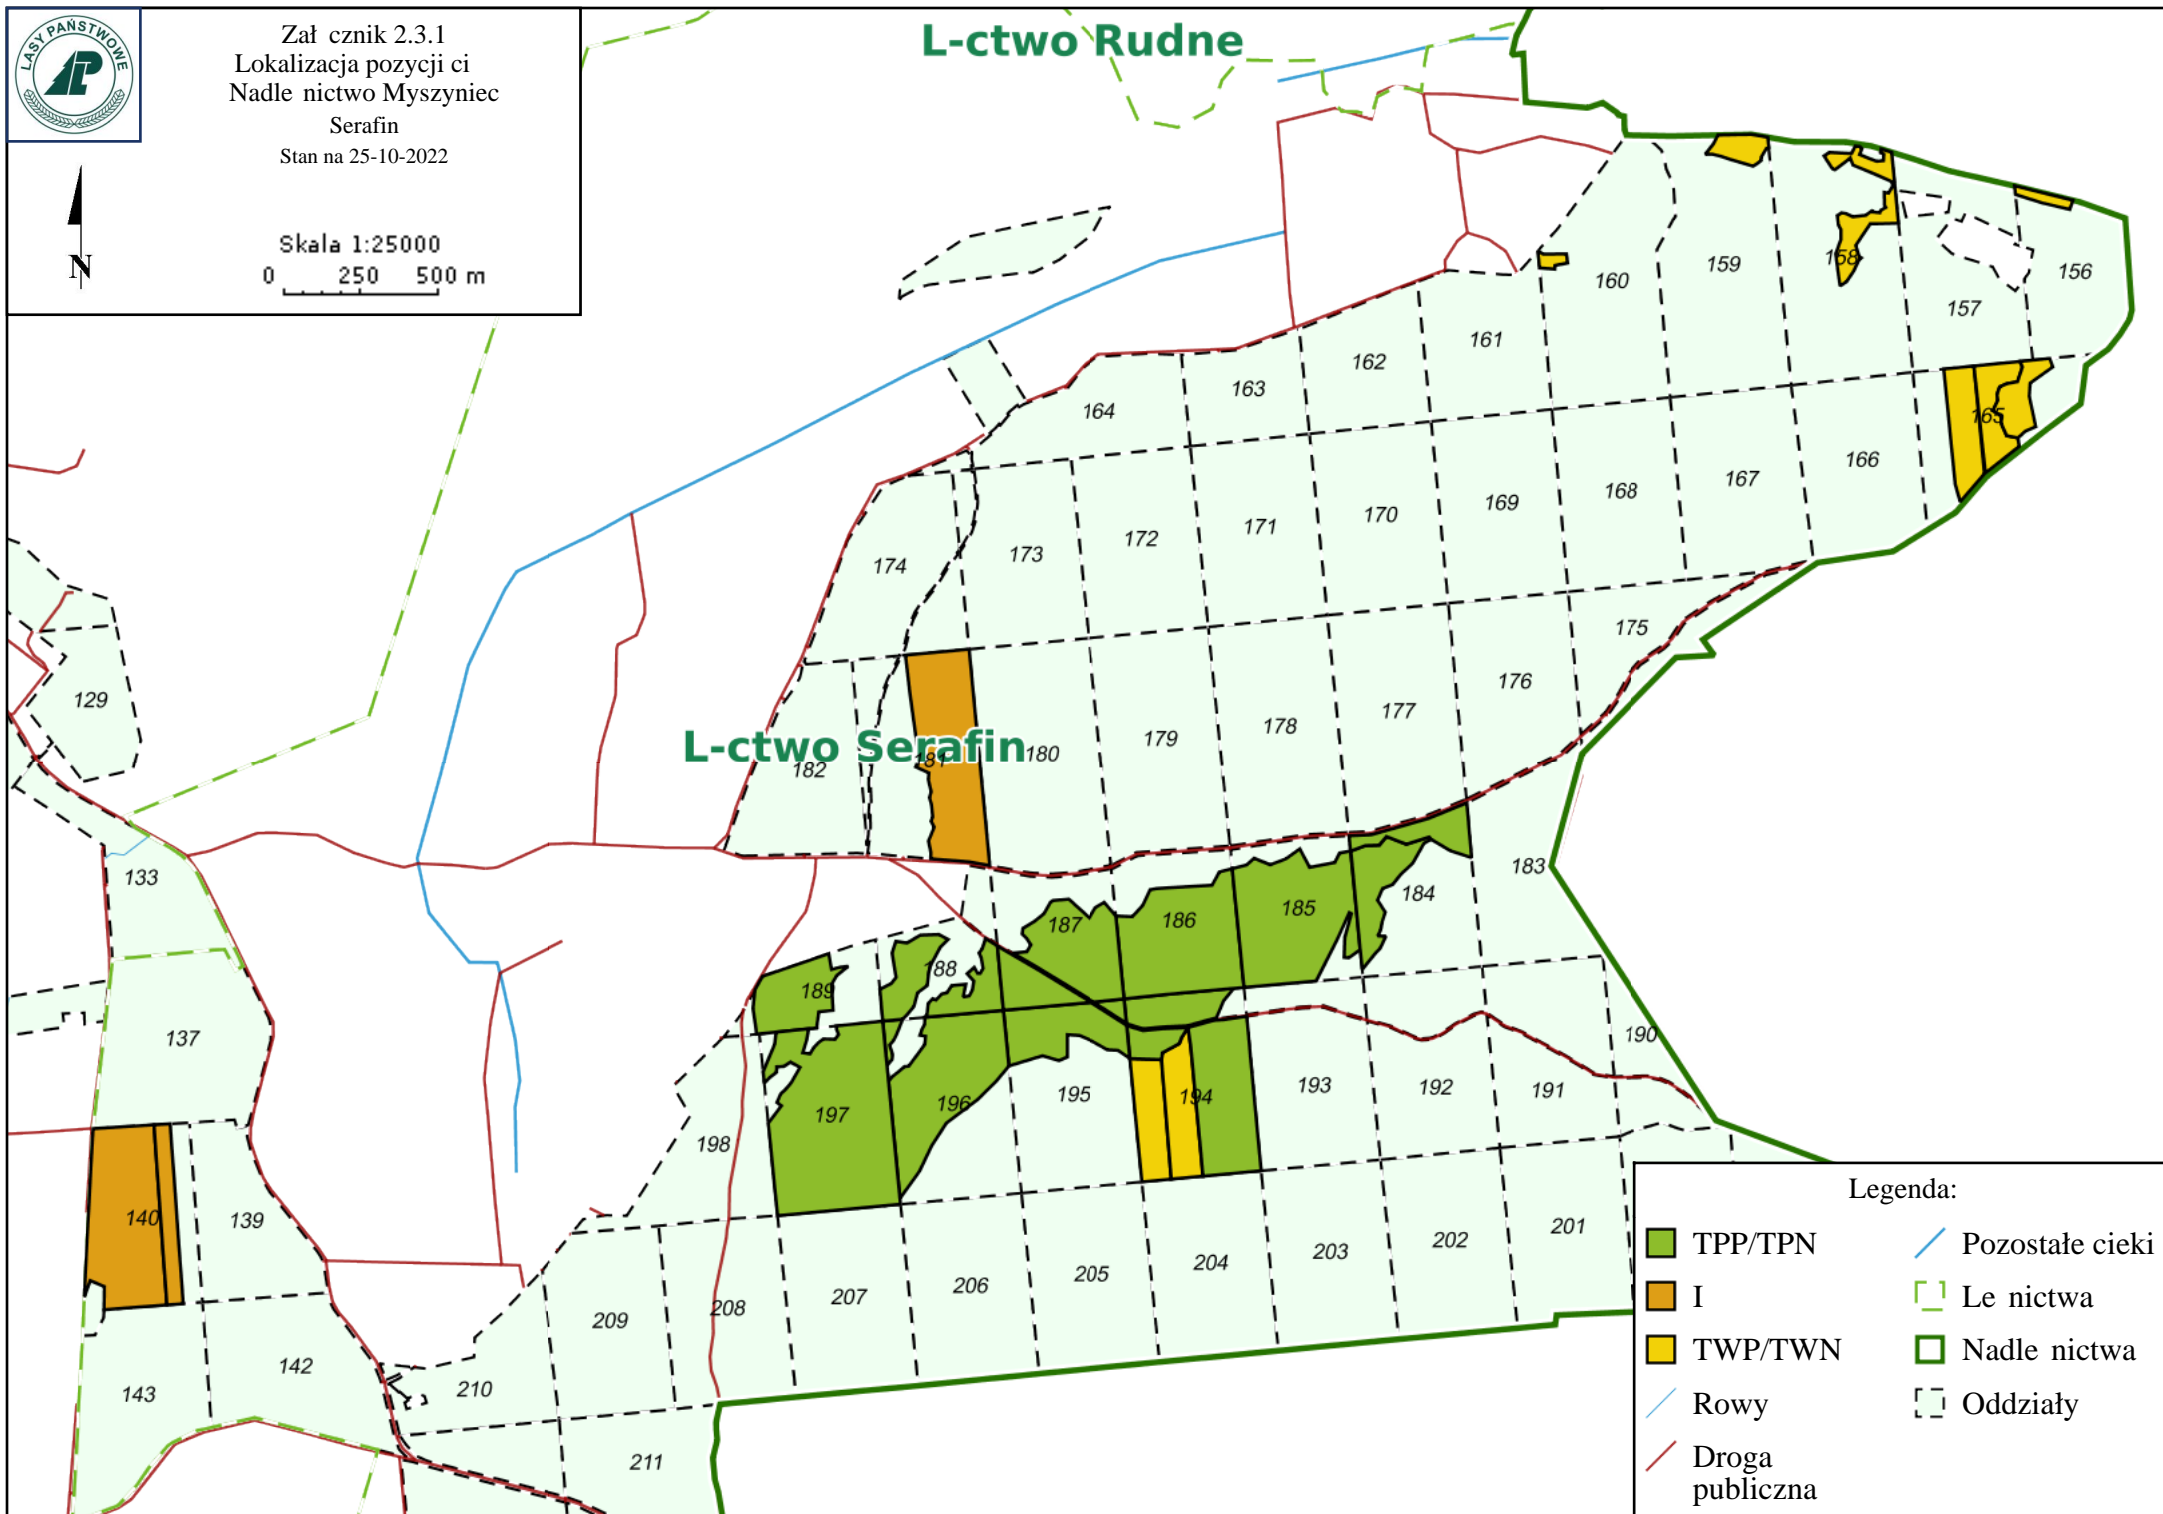 LASY PAŃSTWOWE
Zał cznik 2.3.1
Lokalizacja pozycji ci
Nadle nictwo Myszyniec
Serafin
Stan na 25-10-2022
N
Skala 1:25000
0 250 500 m
L-ctwo Rudne
160
159
158
157
156
161
162
163
164
165
166
167
168
169
170
171
172
173
174
175
176
177
178
179
180
181
182
L-ctwo Serafin
129
133
137
183
184
185
186
187
188
189
190
191
192
193
194
195
196
197
198
139
140
142
143
201
202
203
204
205
206
207
208
209
210
211
Legenda:
TPP/TPN
I
TWP/TWN
Rowy
Droga
publiczna
Pozostałe cieki
Le nictwa
Nadle nictwa
Oddziały